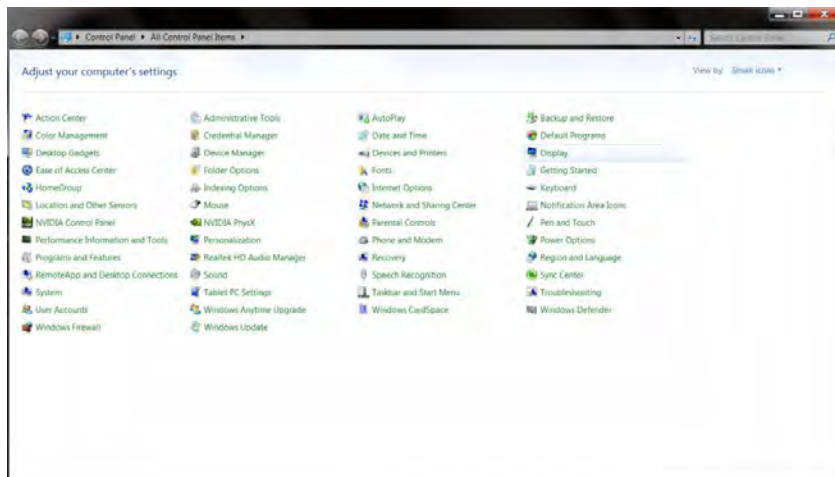 Control Panel ▸ All Control Panel Items ▸ Search Control Panel
Adjust your computer's settings View by: Small icons
Action Center Administrative Tools AutoPlay Backup and Restore
Color Management Credential Manager Date and Time Default Programs
Desktop Gadgets Device Manager Devices and Printers Display
Ease of Access Center Folder Options Fonts Getting Started
HomeGroup Indexing Options Internet Options Keyboard
Location and Other Sensors Mouse Network and Sharing Center Notification Area Icons
NVIDIA Control Panel NVIDIA PhysX Parental Controls Pen and Touch
Performance Information and Tools Personalization Phone and Modem Power Options
Programs and Features Realtek HD Audio Manager Recovery Region and Language
RemoteApp and Desktop Connections Sound Speech Recognition Sync Center
System Tablet PC Settings Taskbar and Start Menu Troubleshooting
User Accounts Windows Anytime Upgrade Windows CardSpace Windows Defender
Windows Firewall Windows Update